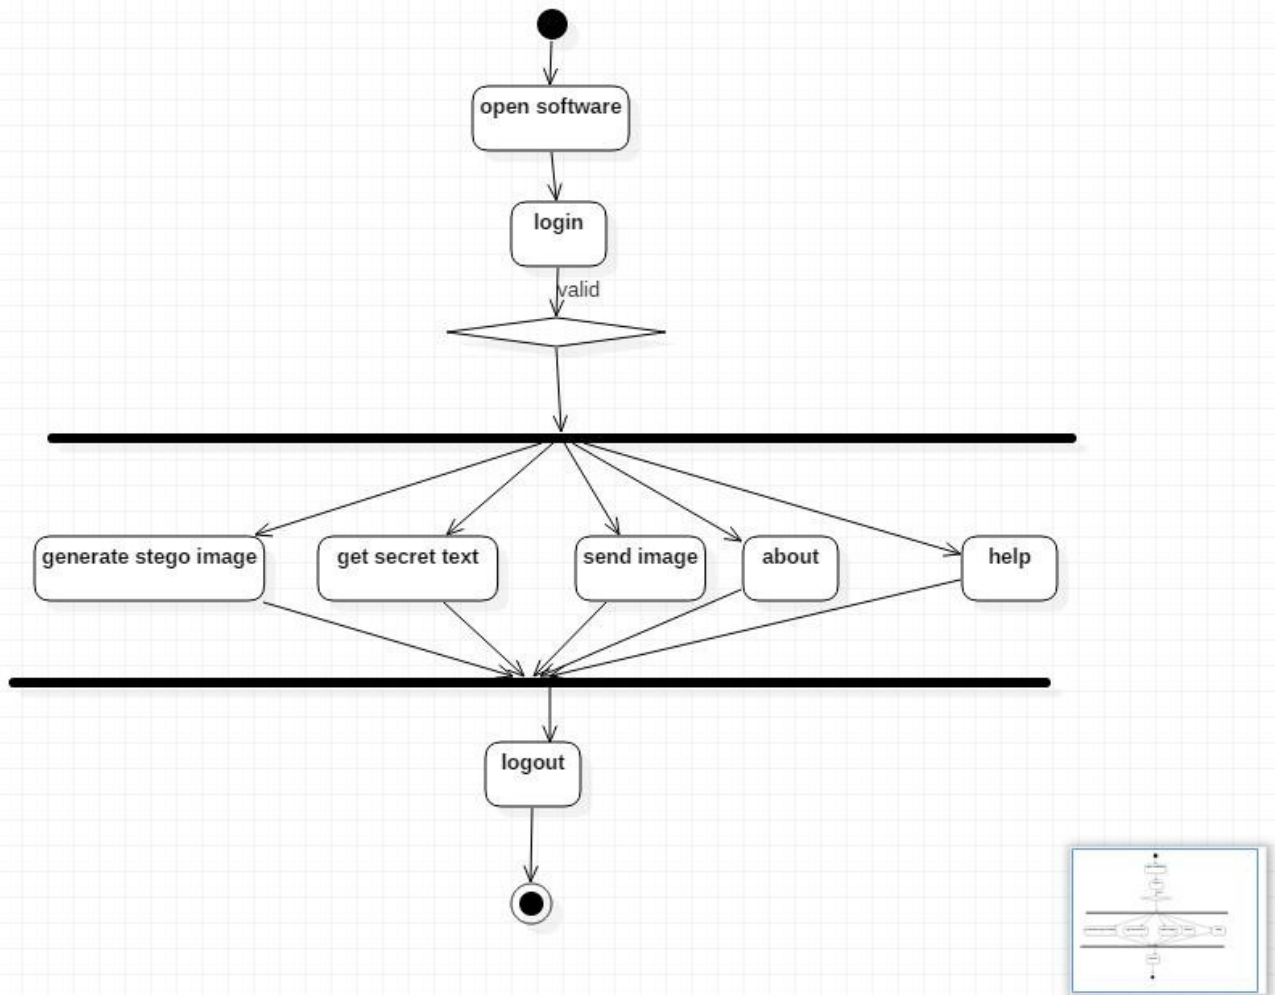 open software
login
valid
generate stego image
get secret text
send image
about
help
logout